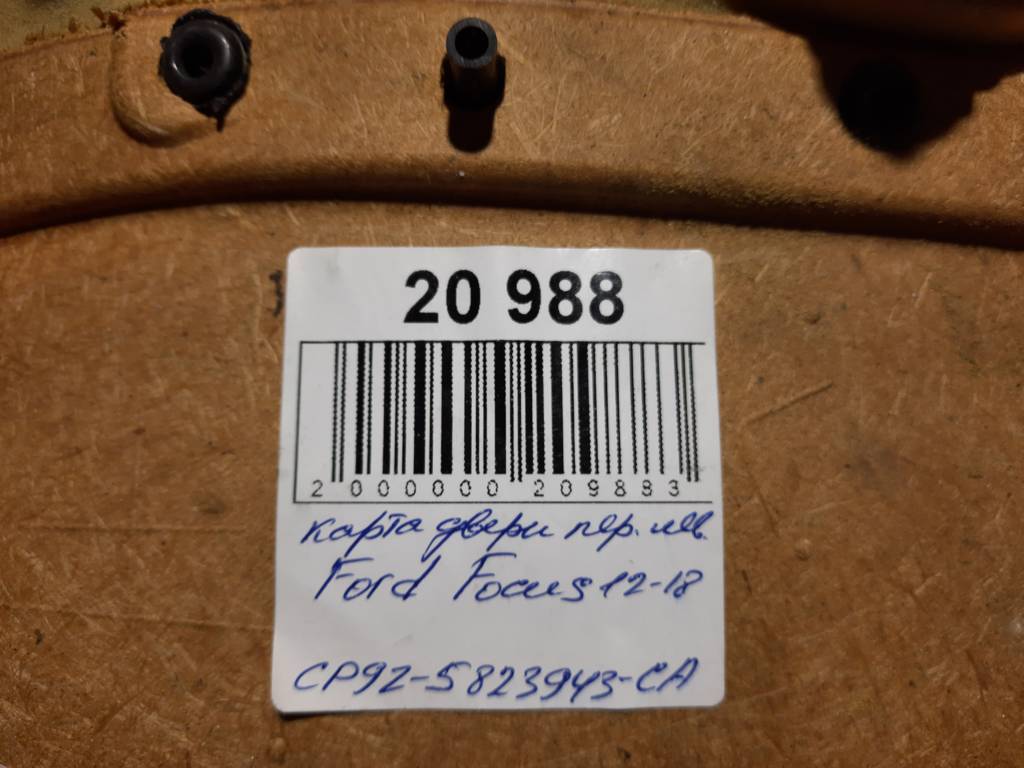 20 988
2 000000 209883
карта двери пер. лев.
Ford Focus 12-18
CP9Z-5823943-CA